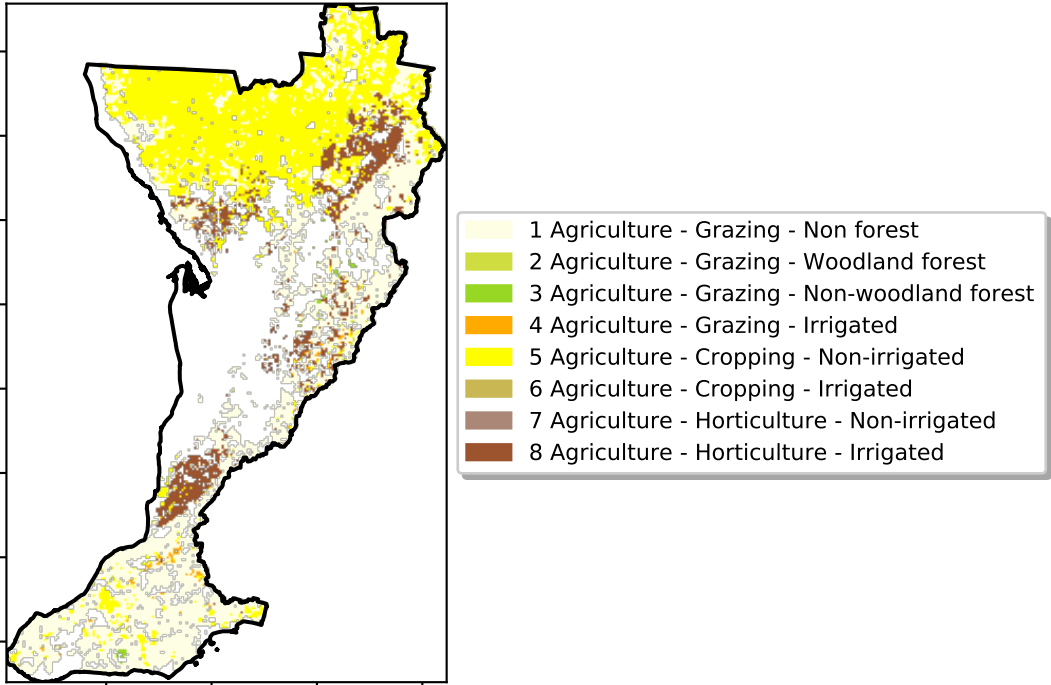 1 Agriculture - Grazing - Non forest
2 Agriculture - Grazing - Woodland forest
3 Agriculture - Grazing - Non-woodland forest
4 Agriculture - Grazing - Irrigated
5 Agriculture - Cropping - Non-irrigated
6 Agriculture - Cropping - Irrigated
7 Agriculture - Horticulture - Non-irrigated
8 Agriculture - Horticulture - Irrigated